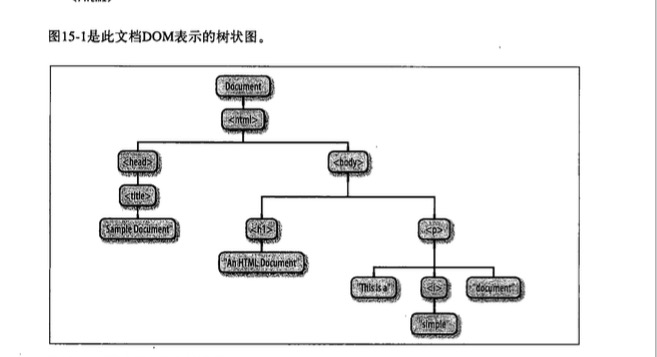 图15-1是此文档DOM表示的树状图。
Document
<html>
<head>
<body>
<title>
"Sample Document"
<h1>
<p>
"An HTML Document"
"This is a"
<i>
"document"
"simple"